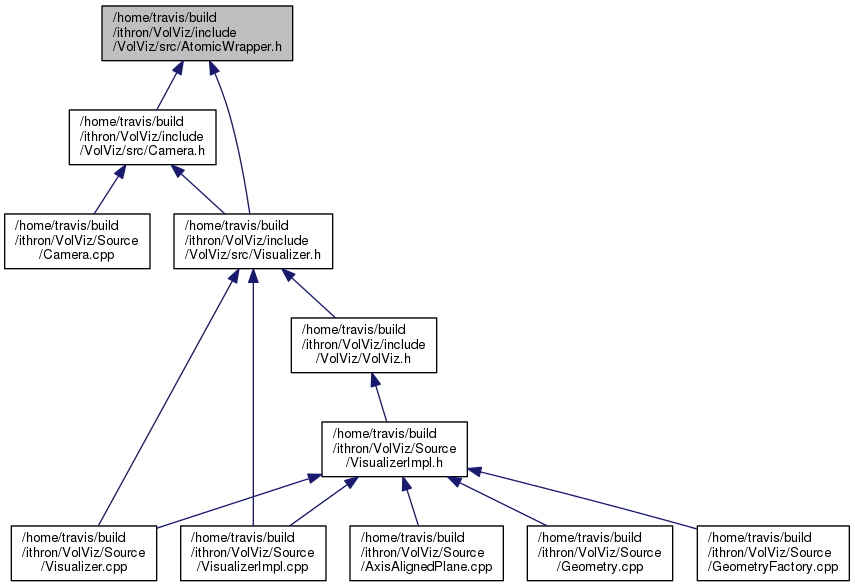 /home/travis/build
/ithron/VolViz/include
/VolViz/src/AtomicWrapper.h
/home/travis/build
/ithron/VolViz/include
/VolViz/src/Camera.h
/home/travis/build
/ithron/VolViz/Source
/Camera.cpp
/home/travis/build
/ithron/VolViz/include
/VolViz/src/Visualizer.h
/home/travis/build
/ithron/VolViz/include
/VolViz/VolViz.h
/home/travis/build
/ithron/VolViz/Source
/VisualizerImpl.h
/home/travis/build
/ithron/VolViz/Source
/Visualizer.cpp
/home/travis/build
/ithron/VolViz/Source
/VisualizerImpl.cpp
/home/travis/build
/ithron/VolViz/Source
/AxisAlignedPlane.cpp
/home/travis/build
/ithron/VolViz/Source
/Geometry.cpp
/home/travis/build
/ithron/VolViz/Source
/GeometryFactory.cpp